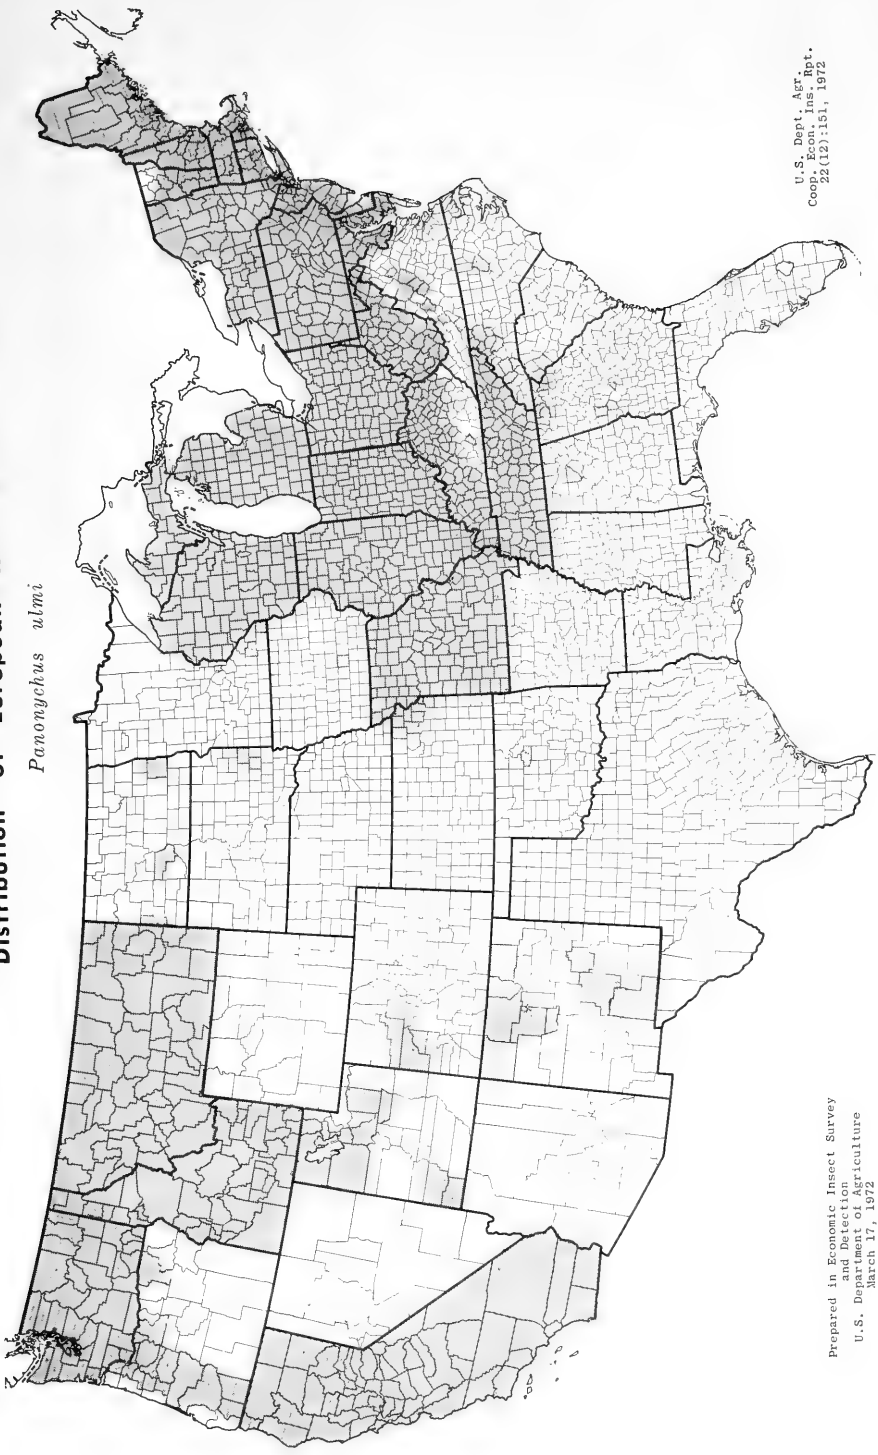 Distribution of European
Panonychus ulmi
U.S. Dept. Agr.
Coop. Econ. Ins. Rpt.
22(12):151, 1972
Prepared in Economic Insect Survey
and Detection
U.S. Department of Agriculture
March 17, 1972